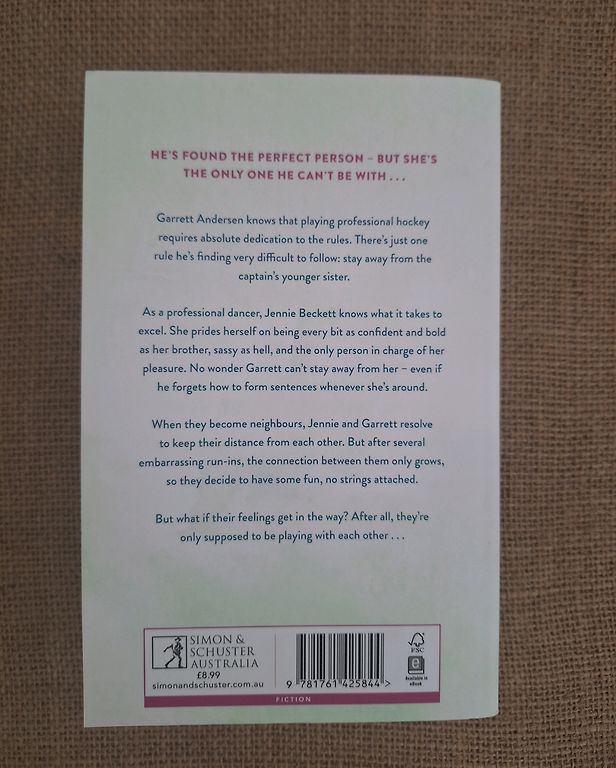 HE'S FOUND THE PERFECT PERSON – BUT SHE'S
THE ONLY ONE HE CAN'T BE WITH . . .
Garrett Andersen knows that playing professional hockey
requires absolute dedication to the rules. There's just one
rule he's finding very difficult to follow: stay away from the
captain's younger sister.
As a professional dancer, Jennie Beckett knows what it takes to
excel. She prides herself on being every bit as confident and bold
as her brother, sassy as hell, and the only person in charge of her
pleasure. No wonder Garrett can't stay away from her – even if
he forgets how to form sentences whenever she's around.
When they become neighbours, Jennie and Garrett resolve
to keep their distance from each other. But after several
embarrassing run-ins, the connection between them only grows,
so they decide to have some fun, no strings attached.
But what if their feelings get in the way? After all, they're
only supposed to be playing with each other . . .
SIMON &
SCHUSTER
AUSTRALIA
£8.99
simonandschuster.com.au
9 781761 425844 >
FSC
e
Available in
eBook
FICTION